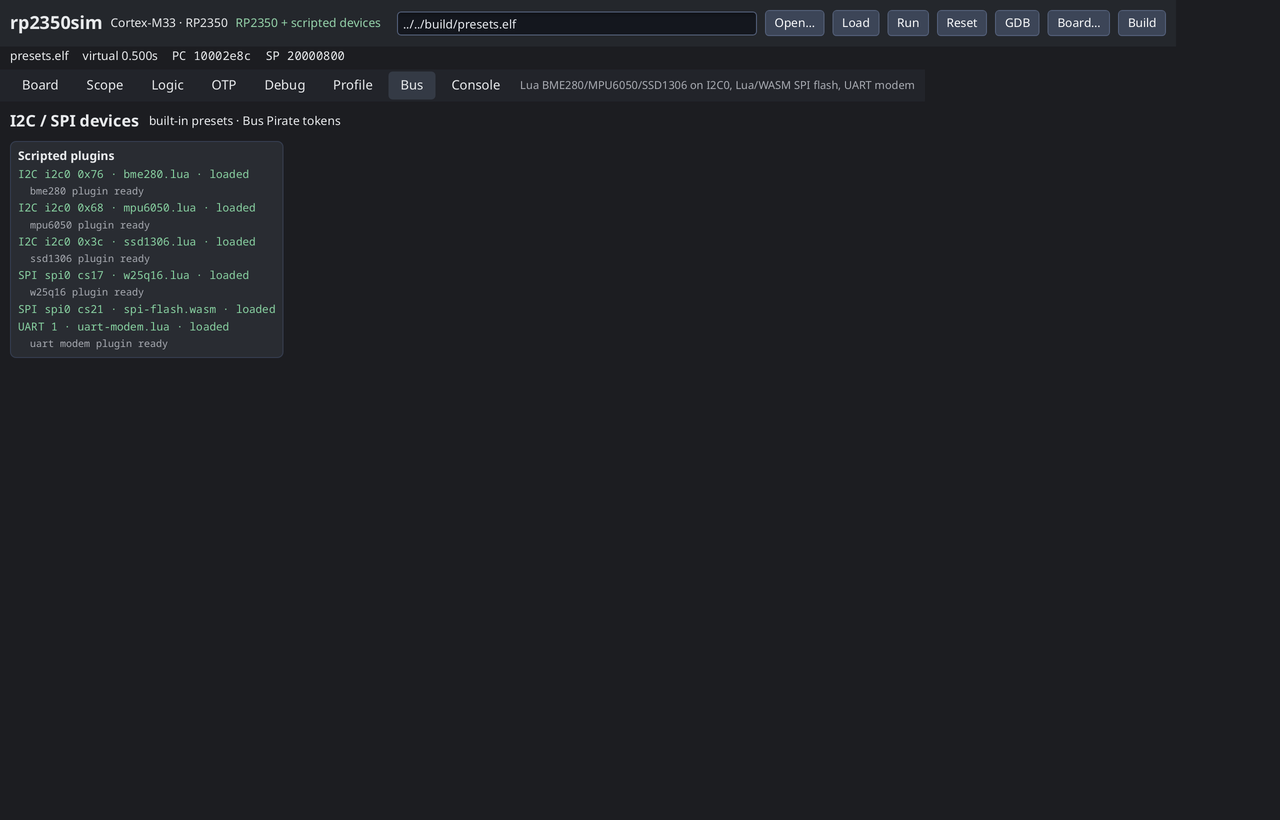 rp2350sim Cortex-M33 · RP2350 RP2350 + scripted devices ../../build/presets.elf Open... Load Run Reset GDB Board... Build
presets.elf virtual 0.500s PC 10002e8c SP 20000800
Board Scope Logic OTP Debug Profile Bus Console Lua BME280/MPU6050/SSD1306 on I2C0, Lua/WASM SPI flash, UART modem
I2C / SPI devices built-in presets · Bus Pirate tokens
Scripted plugins
I2C i2c0 0x76 · bme280.lua · loaded
bme280 plugin ready
I2C i2c0 0x68 · mpu6050.lua · loaded
mpu6050 plugin ready
I2C i2c0 0x3c · ssd1306.lua · loaded
ssd1306 plugin ready
SPI spi0 cs17 · w25q16.lua · loaded
w25q16 plugin ready
SPI spi0 cs21 · spi-flash.wasm · loaded
UART 1 · uart-modem.lua · loaded
uart modem plugin ready